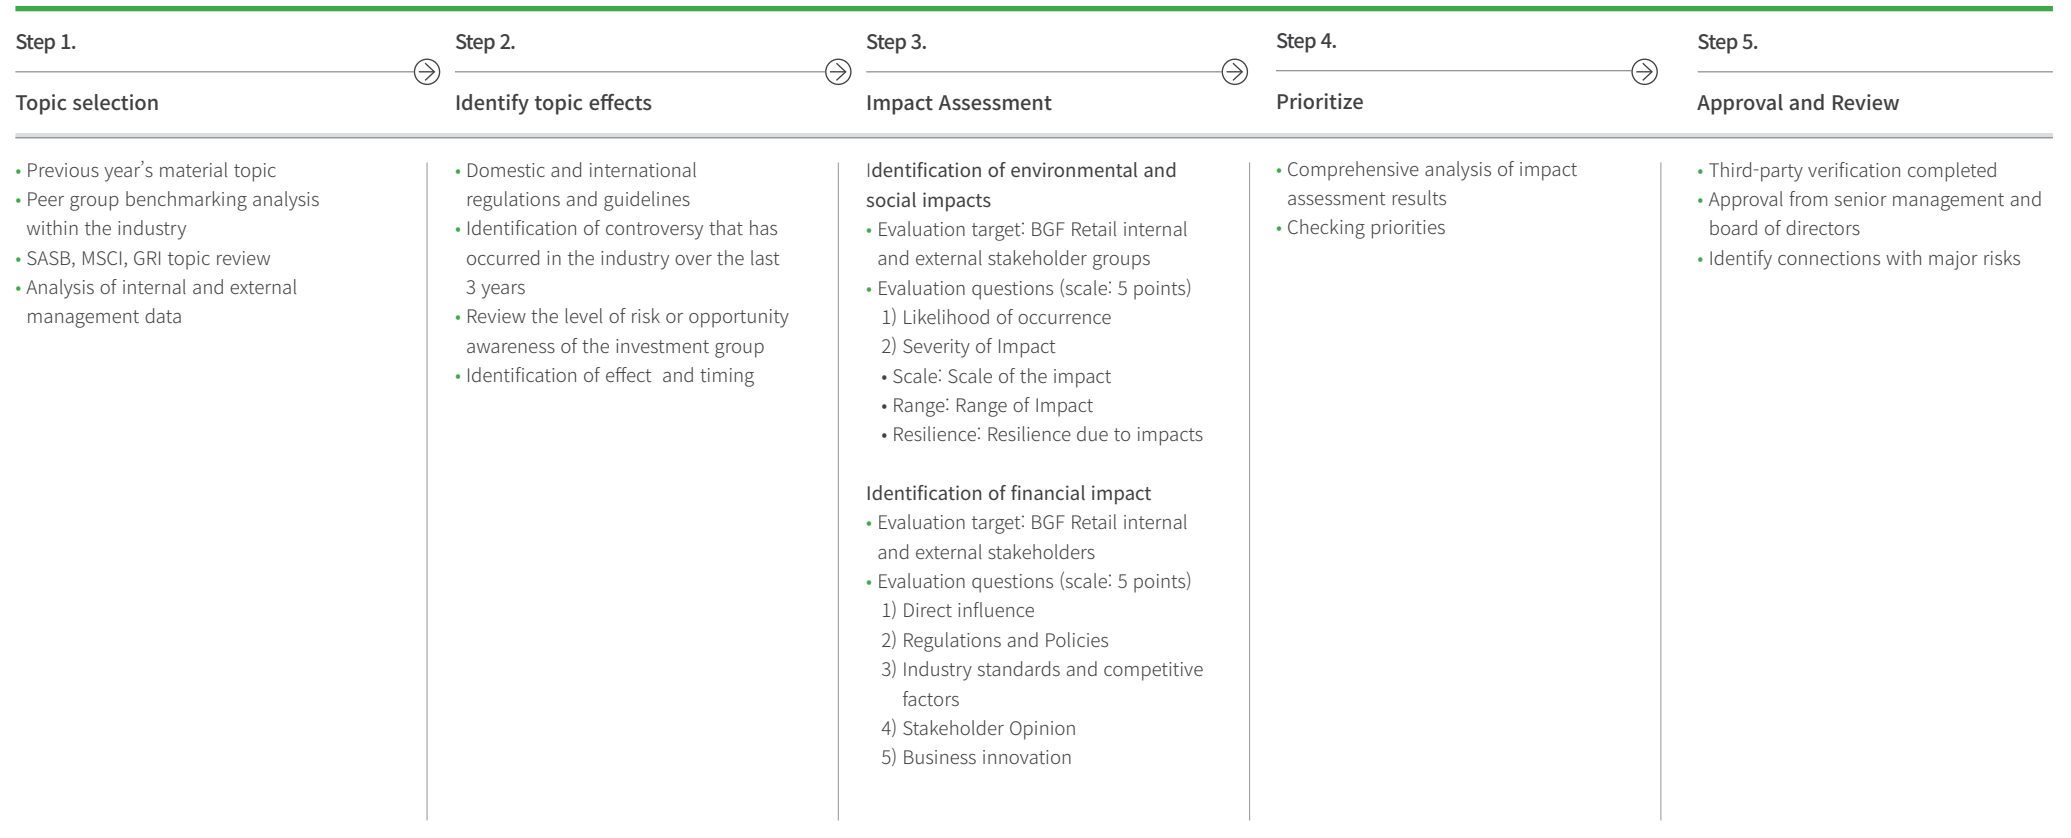 Step 1.
Topic selection
• Previous year’s material topic
• Peer group benchmarking analysis
within the industry
• SASB, MSCI, GRI topic review
• Analysis of internal and external
management data
Step 2.
Identify topic effects
• Domestic and international
regulations and guidelines
• Identification of controversy that has
occurred in the industry over the last
3 years
• Review the level of risk or opportunity
awareness of the investment group
• Identification of effect  and timing
Step 3.
Impact Assessment
Identification of environmental and
social impacts
• Evaluation target: BGF Retail internal
and external stakeholder groups
• Evaluation questions (scale: 5 points)
1) Likelihood of occurrence
2) Severity of Impact
• Scale: Scale of the impact
• Range: Range of Impact
• Resilience: Resilience due to impacts
Identification of financial impact
• Evaluation target: BGF Retail internal
and external stakeholders
• Evaluation questions (scale: 5 points)
1) Direct influence
2) Regulations and Policies
3) Industry standards and competitive
factors
4) Stakeholder Opinion
5) Business innovation
Step 4.
Prioritize
• Comprehensive analysis of impact
assessment results
• Checking priorities
Step 5.
Approval and Review
• Third-party verification completed
• Approval from senior management and
board of directors
• Identify connections with major risks